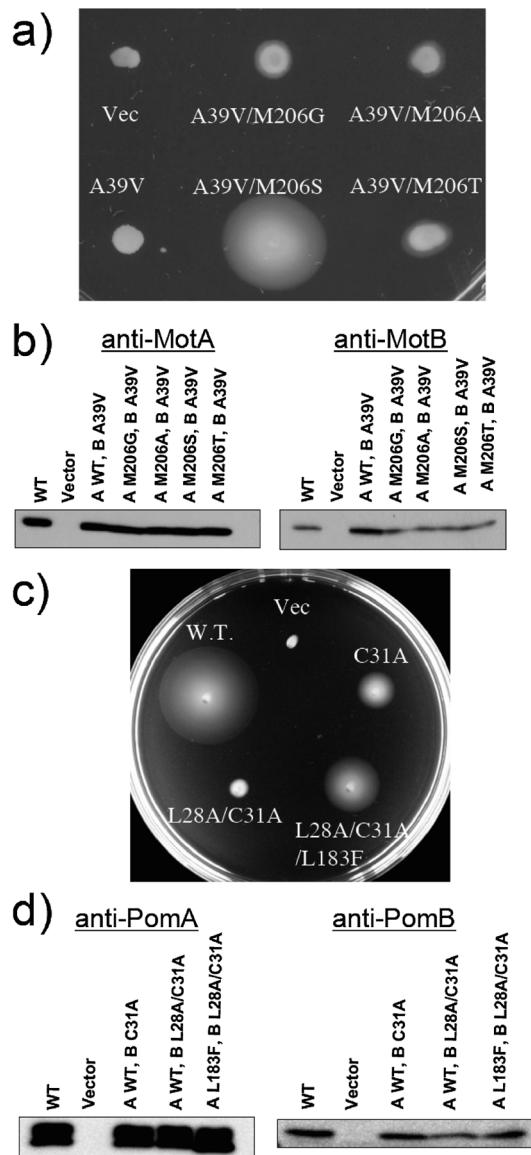 a)
Vec A39V/M206G A39V/M206A
A39V A39V/M206S A39V/M206T
b)
anti-MotA anti-MotB
WT
Vector
A WT, B A39V
A M206G, B A39V
A M206A, B A39V
A M206S, B A39V
A M206T, B A39V
WT
Vector
A WT, B A39V
A M206G, B A39V
A M206A, B A39V
A M206S, B A39V
A M206T, B A39V
c)
Vec
W.T.
C31A
L28A/C31A
L28A/C31A
/L183F
d)
anti-PomA anti-PomB
WT
Vector
A WT, B C31A
A WT, B L28A/C31A
A L183F, B L28A/C31A
WT
Vector
A WT, B C31A
A WT, B L28A/C31A
A L183F, B L28A/C31A